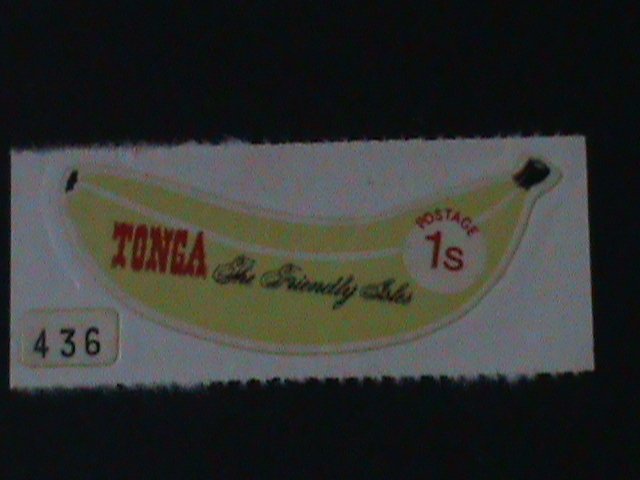 TONGA The Friendly Isles
POSTAGE
1s
436